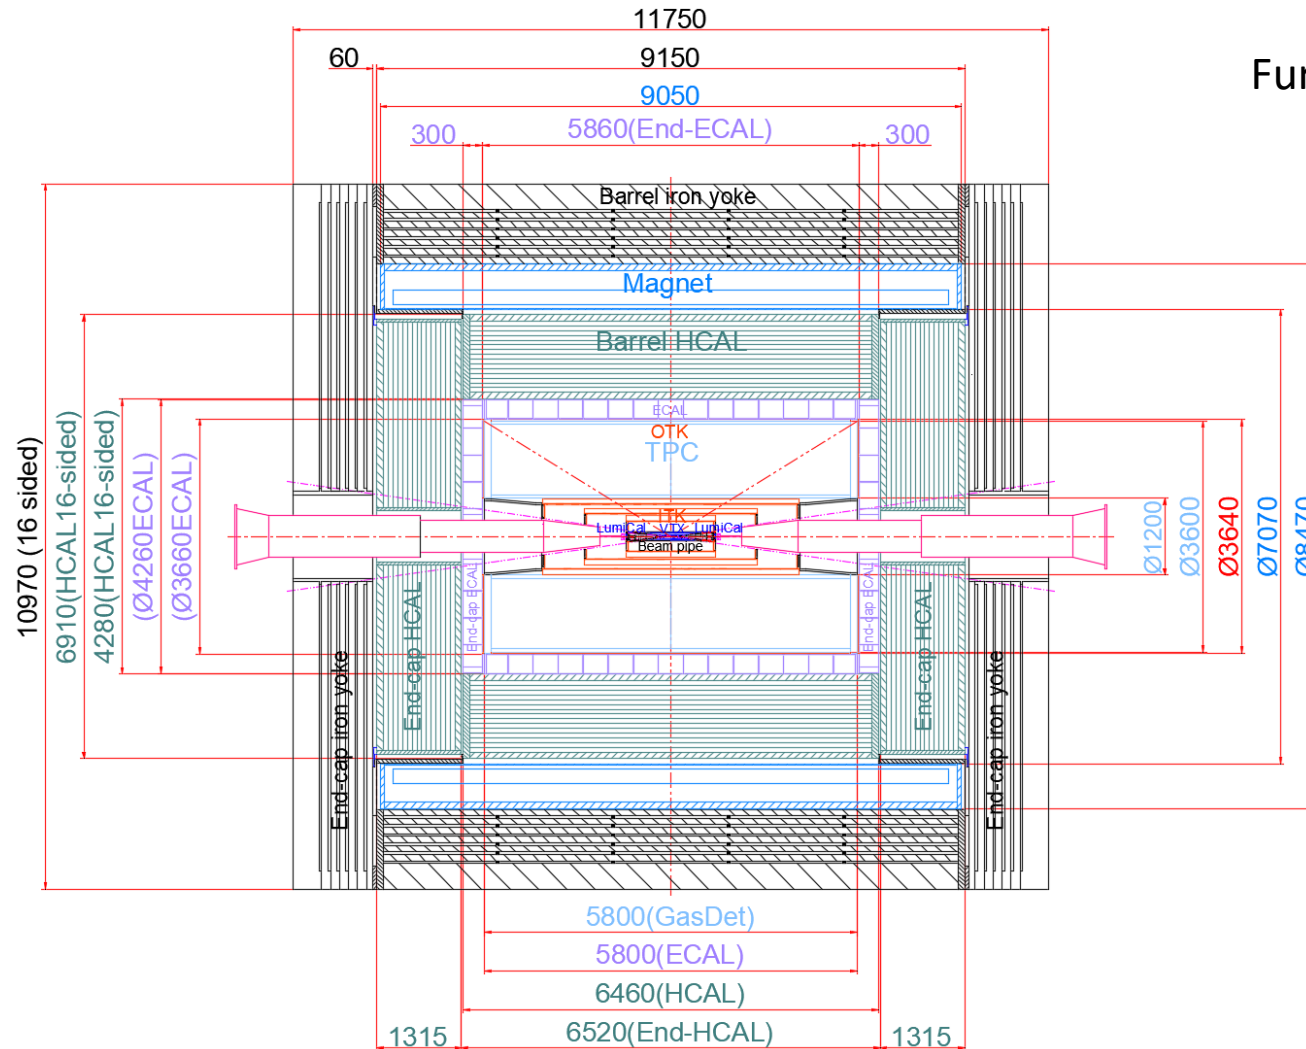 11750
60
9150
Fur
9050
300
5860(End-ECAL)
300
Barrel iron yoke
Magnet
Barrel HCAL
ECAL
OTK
TPC
ITK
LumiCal
VTX
LumiCal
Beam pipe
10970 (16 sided)
6910(HCAL16-sided)
4280(HCAL16-sided)
(Ø4260ECAL)
(Ø3660ECAL)
End-cap iron yoke
End-cap HCAL
End-cap ECAL
End-cap ECAL
End-cap HCAL
End-cap iron yoke
Ø1200
Ø3600
Ø3640
Ø7070
Ø8470
5800(GasDet)
5800(ECAL)
6460(HCAL)
1315
6520(End-HCAL)
1315